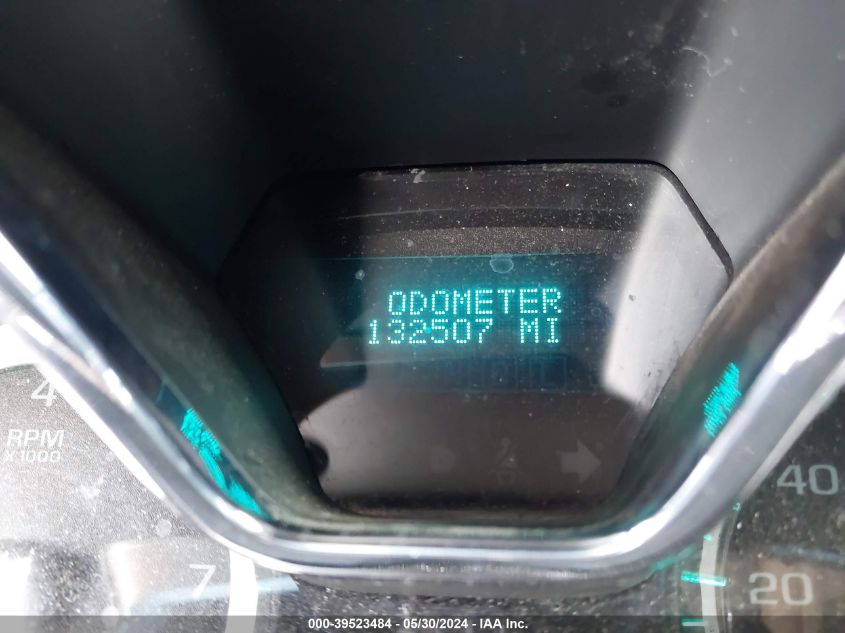 ODOMETER
132507 MI
4
RPM
X1000
7
40
20
000-39523484 - 05/30/2024 - IAA Inc.